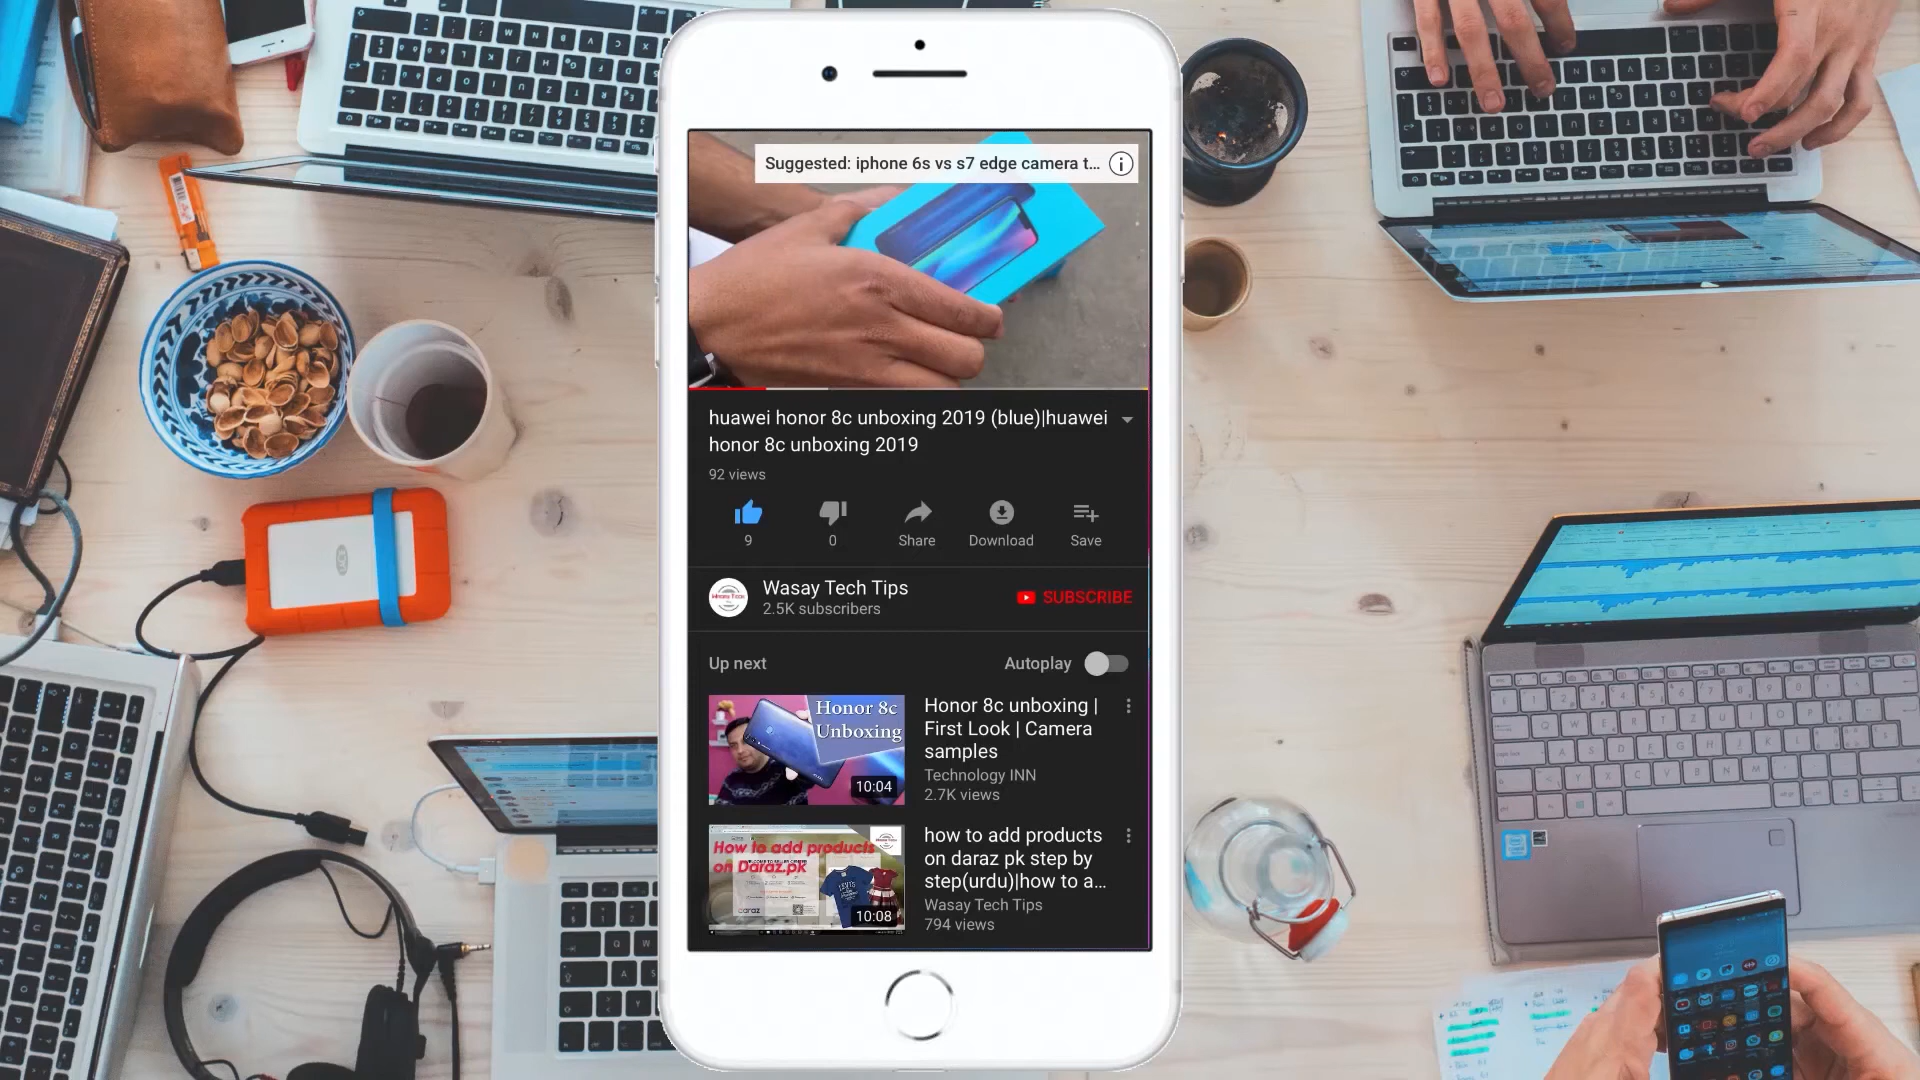 Suggested: iphone 6s vs s7 edge camera t...
huawei honor 8c unboxing 2019 (blue)|huawei
honor 8c unboxing 2019
92 views
9
0
Share
Download
Save
Wasay Tech Tips
2.5K subscribers
SUBSCRIBE
Up next
Autoplay
Honor 8c
Unboxing
10:04
Honor 8c unboxing |
First Look | Camera
samples
Technology INN
2.7K views
How to add products
on Daraz.pk
daraz
10:08
how to add products
on daraz pk step by
step(urdu)|how to a...
Wasay Tech Tips
794 views